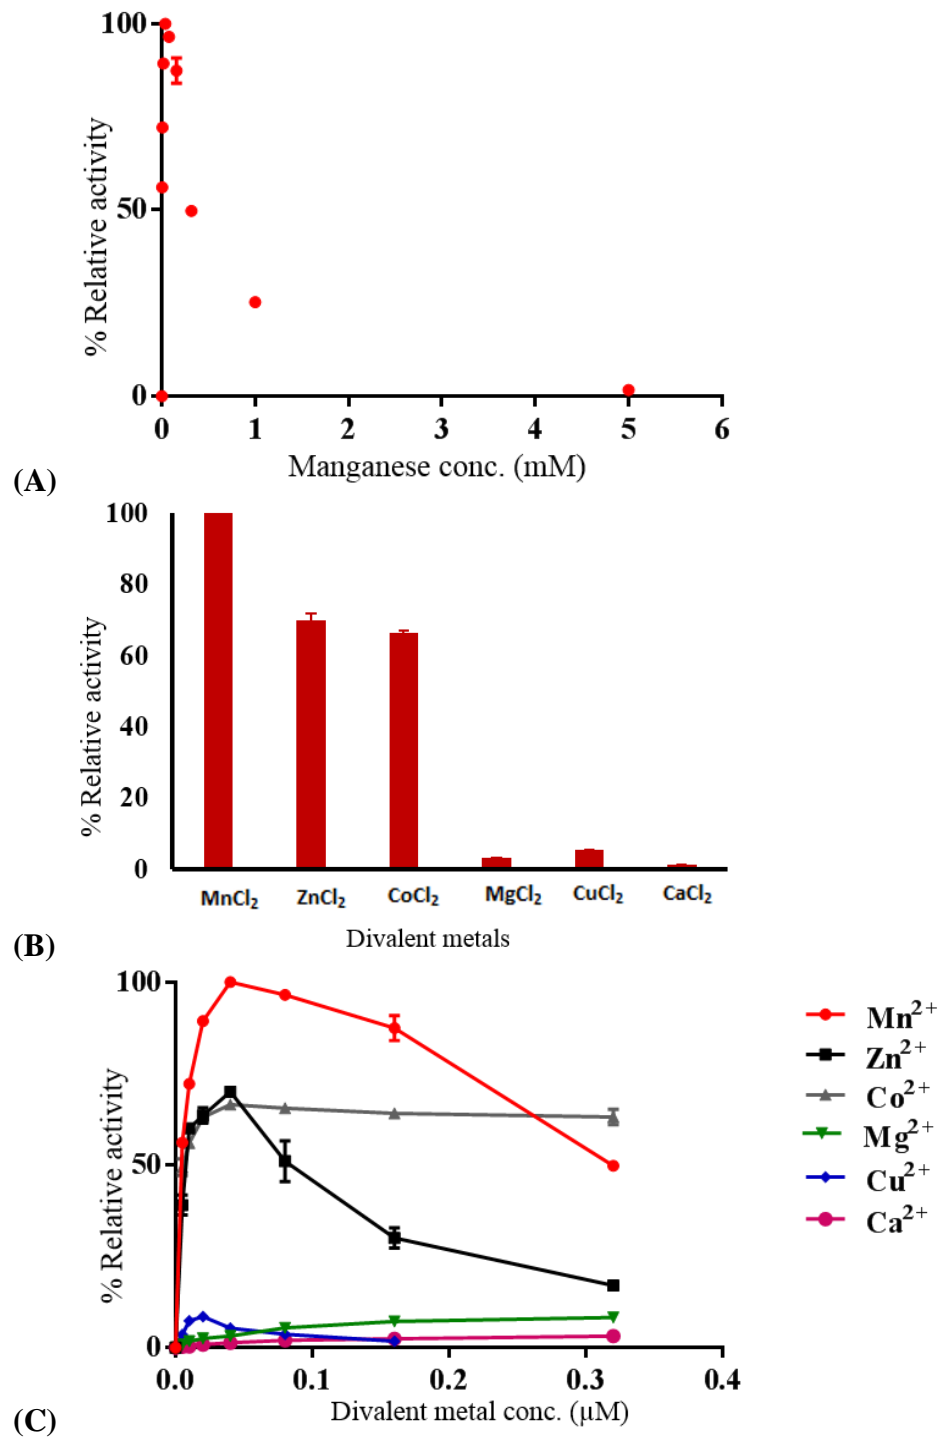 100
50
0
% Relative activity
0 1 2 3 4 5 6
Manganese conc. (mM)
(A)
100
80
60
40
20
0
% Relative activity
MnCl₂ ZnCl₂ CoCl₂ MgCl₂ CuCl₂ CaCl₂
Divalent metals
(B)
100
50
0
% Relative activity
0.0 0.1 0.2 0.3 0.4
Divalent metal conc. (µM)
(C)
Mn²⁺
Zn²⁺
Co²⁺
Mg²⁺
Cu²⁺
Ca²⁺